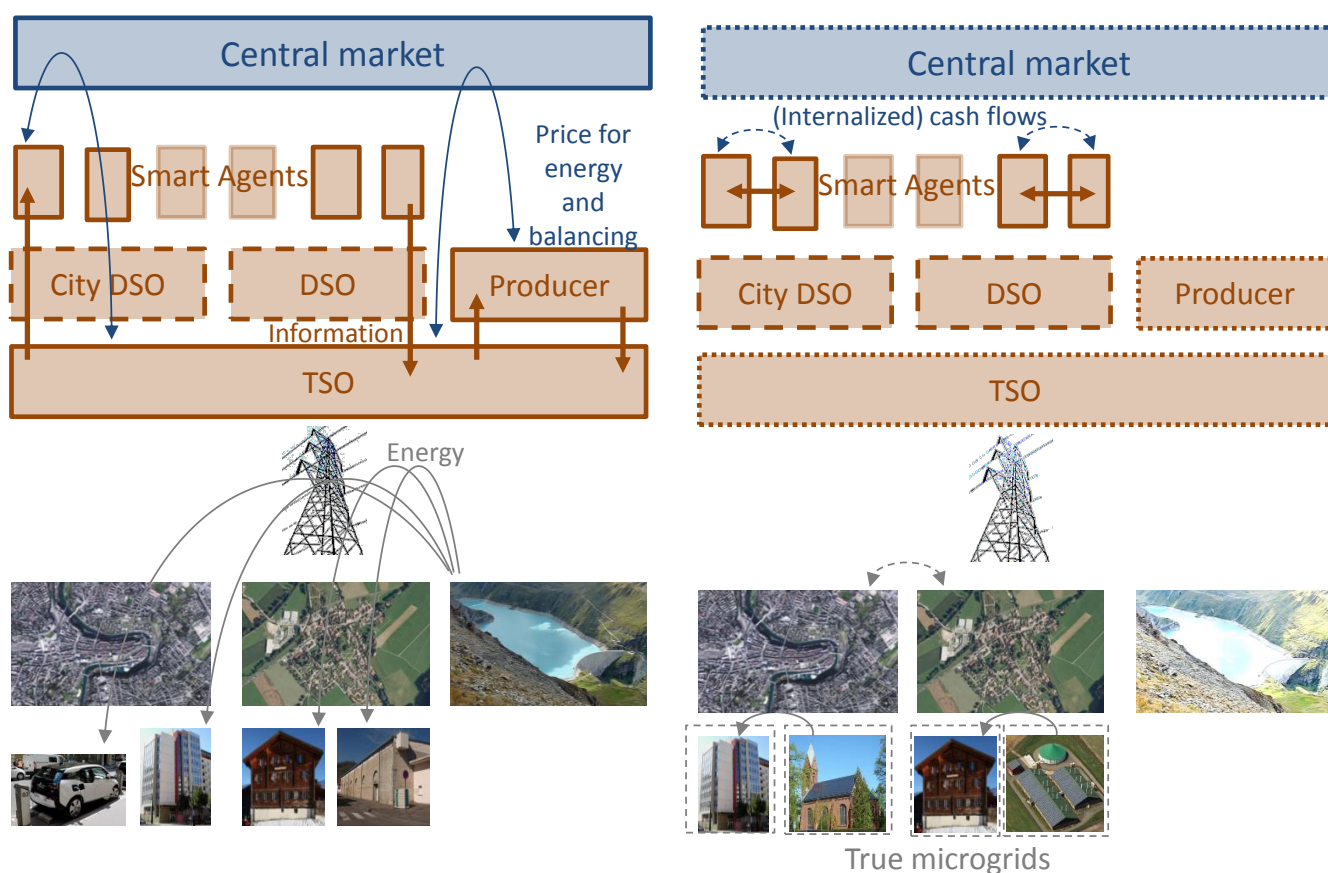 Central market
Price for
energy
and
balancing
Smart Agents
City DSO
DSO
Producer
Information
TSO
Energy
Central market
(Internalized) cash flows
Smart Agents
City DSO
DSO
Producer
TSO
True microgrids